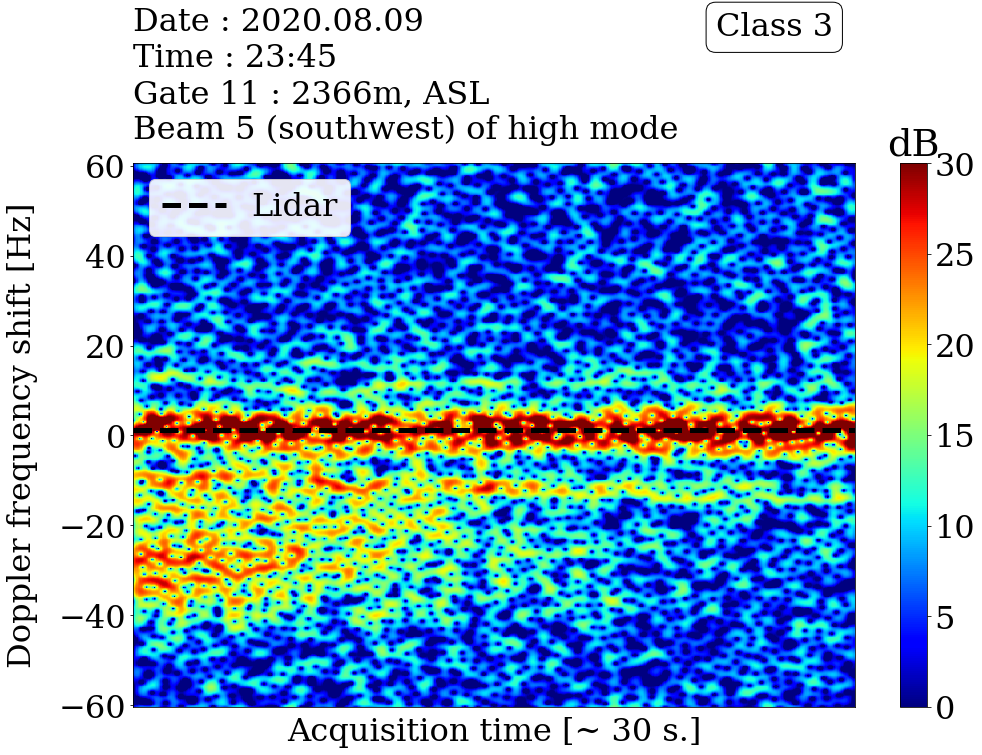 Date : 2020.08.09
Time : 23:45
Gate 11 : 2366m, ASL
Beam 5 (southwest) of high mode
Class 3
dB
Lidar
Doppler frequency shift [Hz]
60
40
20
0
−20
−40
−60
30
25
20
15
10
5
0
Acquisition time [~ 30 s.]